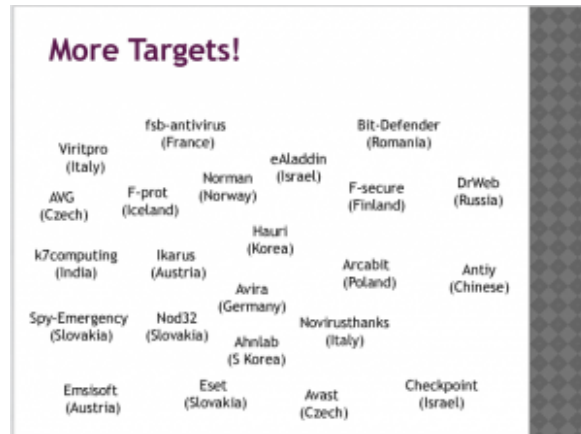 More Targets!
fsb-antivirus
(France)
Bit-Defender
(Romania)
Viritpro
(Italy)
eAladdin
(Israel)
AVG
(Czech)
F-prot
(Iceland)
Norman
(Norway)
F-secure
(Finland)
DrWeb
(Russia)
Hauri
(Korea)
k7computing
(India)
Ikarus
(Austria)
Arcabit
(Poland)
Antiy
(Chinese)
Avira
(Germany)
Spy-Emergency
(Slovakia)
Nod32
(Slovakia)
Novirusthanks
(Italy)
Ahnlab
(S Korea)
Emsisoft
(Austria)
Eset
(Slovakia)
Avast
(Czech)
Checkpoint
(Israel)